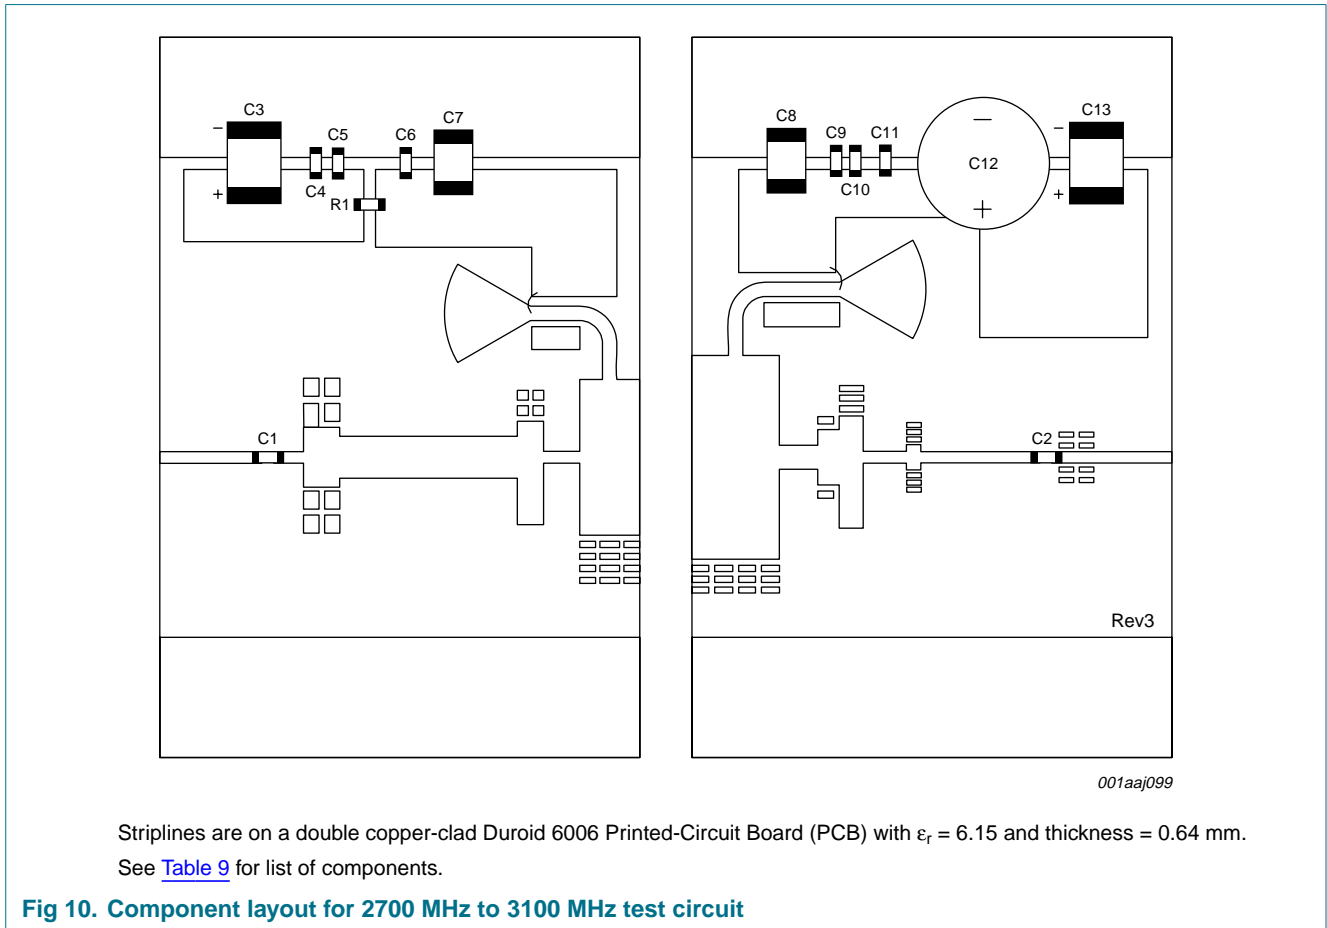 C3
C5
C6
C7
C8
C9
C11
C13
−
−
−
C12
C4
C10
+
R1
+
+
C1
C2
Rev3
001aaj099
Striplines are on a double copper-clad Duroid 6006 Printed-Circuit Board (PCB) with εr = 6.15 and thickness = 0.64 mm.
See Table 9 for list of components.
Fig 10. Component layout for 2700 MHz to 3100 MHz test circuit